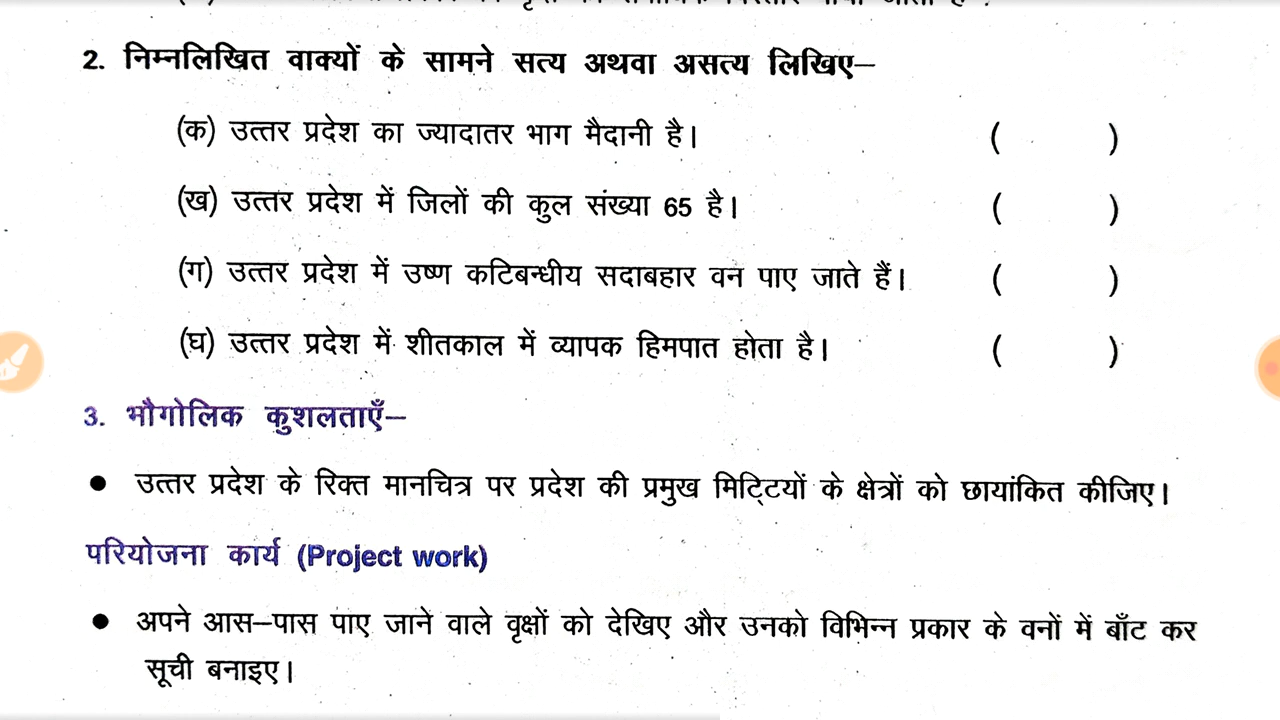 2. निम्नलिखित वाक्यों के सामने सत्य अथवा असत्य लिखिए–
(क) उत्तर प्रदेश का ज्यादातर भाग मैदानी है। ( )
(ख) उत्तर प्रदेश में जिलों की कुल संख्या 65 है। ( )
(ग) उत्तर प्रदेश में उष्ण कटिबन्धीय सदाबहार वन पाए जाते हैं। ( )
(घ) उत्तर प्रदेश में शीतकाल में व्यापक हिमपात होता है। ( )
3. भौगोलिक कुशलताएँ–
● उत्तर प्रदेश के रिक्त मानचित्र पर प्रदेश की प्रमुख मिट्टियों के क्षेत्रों को छायांकित कीजिए।
परियोजना कार्य (Project work)
● अपने आस–पास पाए जाने वाले वृक्षों को देखिए और उनको विभिन्न प्रकार के वनों में बाँट कर
सूची बनाइए।